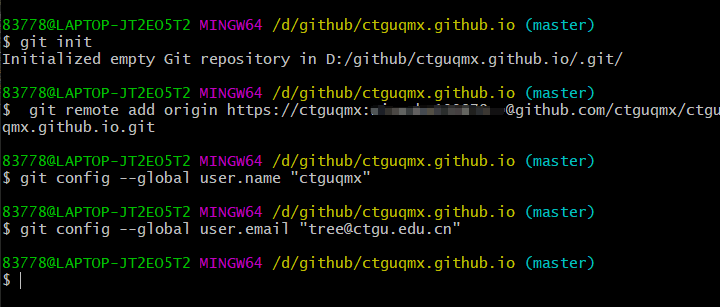 83778@LAPTOP-JT2EO5T2 MINGW64 /d/github/ctguqmx.github.io (master)
$ git init
Initialized empty Git repository in D:/github/ctguqmx.github.io/.git/
83778@LAPTOP-JT2EO5T2 MINGW64 /d/github/ctguqmx.github.io (master)
$  git remote add origin https://ctguqmx: @github.com/ctguqmx/ctgu
qmx.github.io.git
83778@LAPTOP-JT2EO5T2 MINGW64 /d/github/ctguqmx.github.io (master)
$ git config --global user.name "ctguqmx"
83778@LAPTOP-JT2EO5T2 MINGW64 /d/github/ctguqmx.github.io (master)
$ git config --global user.email "tree@ctgu.edu.cn"
83778@LAPTOP-JT2EO5T2 MINGW64 /d/github/ctguqmx.github.io (master)
$